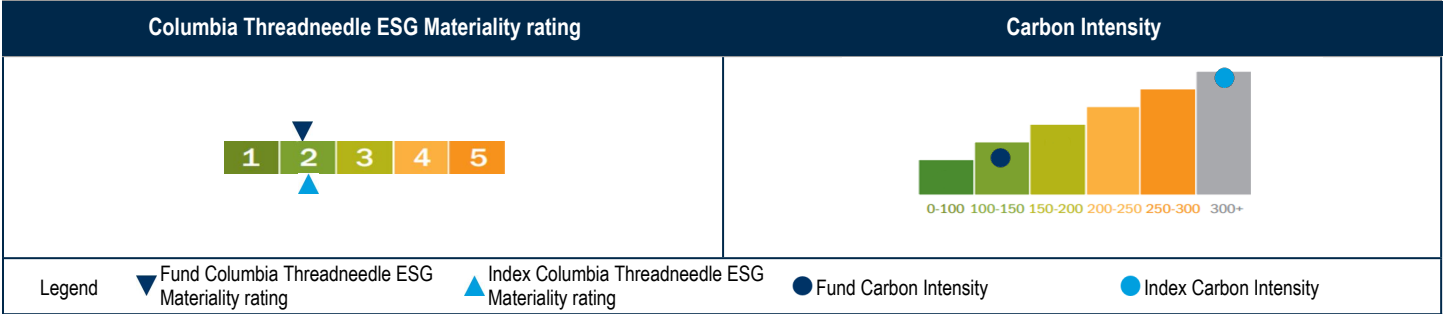 Columbia Threadneedle ESG Materiality rating
Carbon Intensity
1 2 3 4 5
0-100 100-150 150-200 200-250 250-300 300+
Legend
Fund Columbia Threadneedle ESG
Materiality rating
Index Columbia Threadneedle ESG
Materiality rating
Fund Carbon Intensity
Index Carbon Intensity